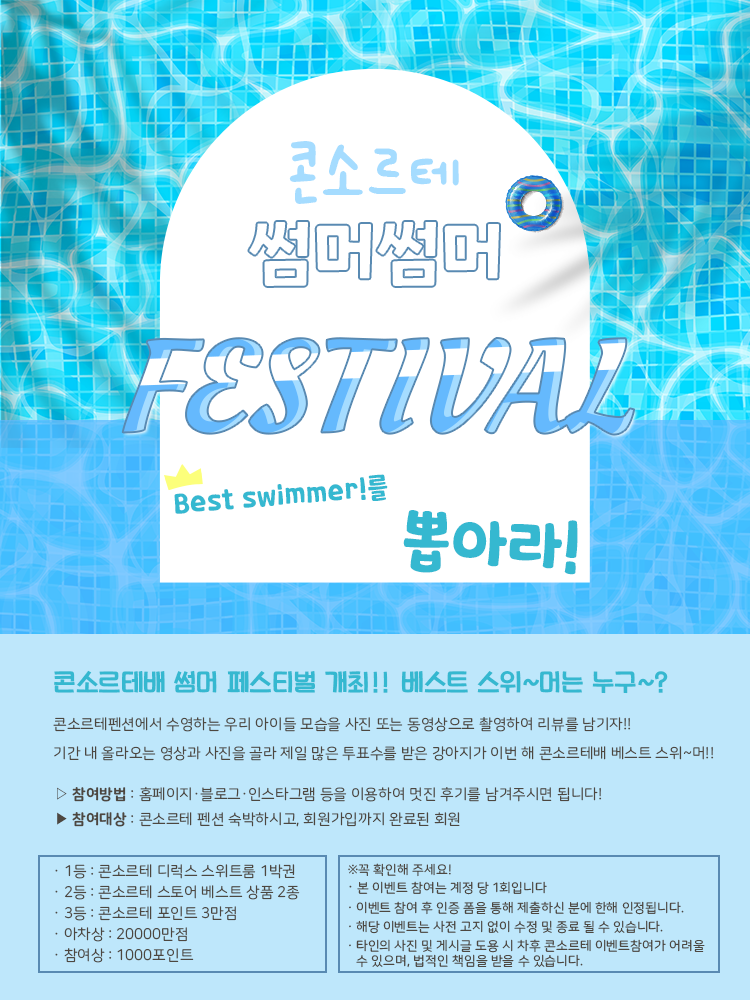 콘소르테
썸머썸머
FESTIVAL
Best swimmer!를
뽑아라!
콘소르테배 썸머 페스티벌 개최!! 베스트 스위~머는 누구~?
콘소르테펜션에서 수영하는 우리 아이들 모습을 사진 또는 동영상으로 촬영하여 리뷰를 남기자!!
기간 내 올라오는 영상과 사진을 골라 제일 많은 투표수를 받은 강아지가 이번 해 콘소르테배 베스트 스위~머!!
▷ 참여방법 : 홈페이지·블로그·인스타그램 등을 이용하여 멋진 후기를 남겨주시면 됩니다!
▶ 참여대상 : 콘소르테 펜션 숙박하시고, 회원가입까지 완료된 회원
· 1등 : 콘소르테 디럭스 스위트룸 1박권
· 2등 : 콘소르테 스토어 베스트 상품 2종
· 3등 : 콘소르테 포인트 3만점
· 아차상 : 20000만점
· 참여상 : 1000포인트
※꼭 확인해 주세요!
· 본 이벤트 참여는 계정 당 1회입니다
· 이벤트 참여 후 인증 폼을 통해 제출하신 분에 한해 인정됩니다.
· 해당 이벤트는 사전 고지 없이 수정 및 종료 될 수 있습니다.
· 타인의 사진 및 게시글 도용 시 차후 콘소르테 이벤트참여가 어려울
수 있으며, 법적인 책임을 받을 수 있습니다.